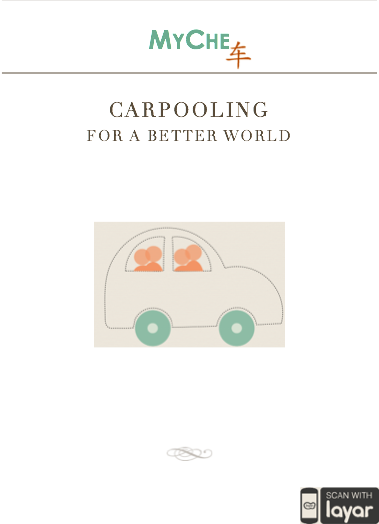 MYCHE车
CARPOOLING
FOR A BETTER WORLD
SCAN WITH
layar